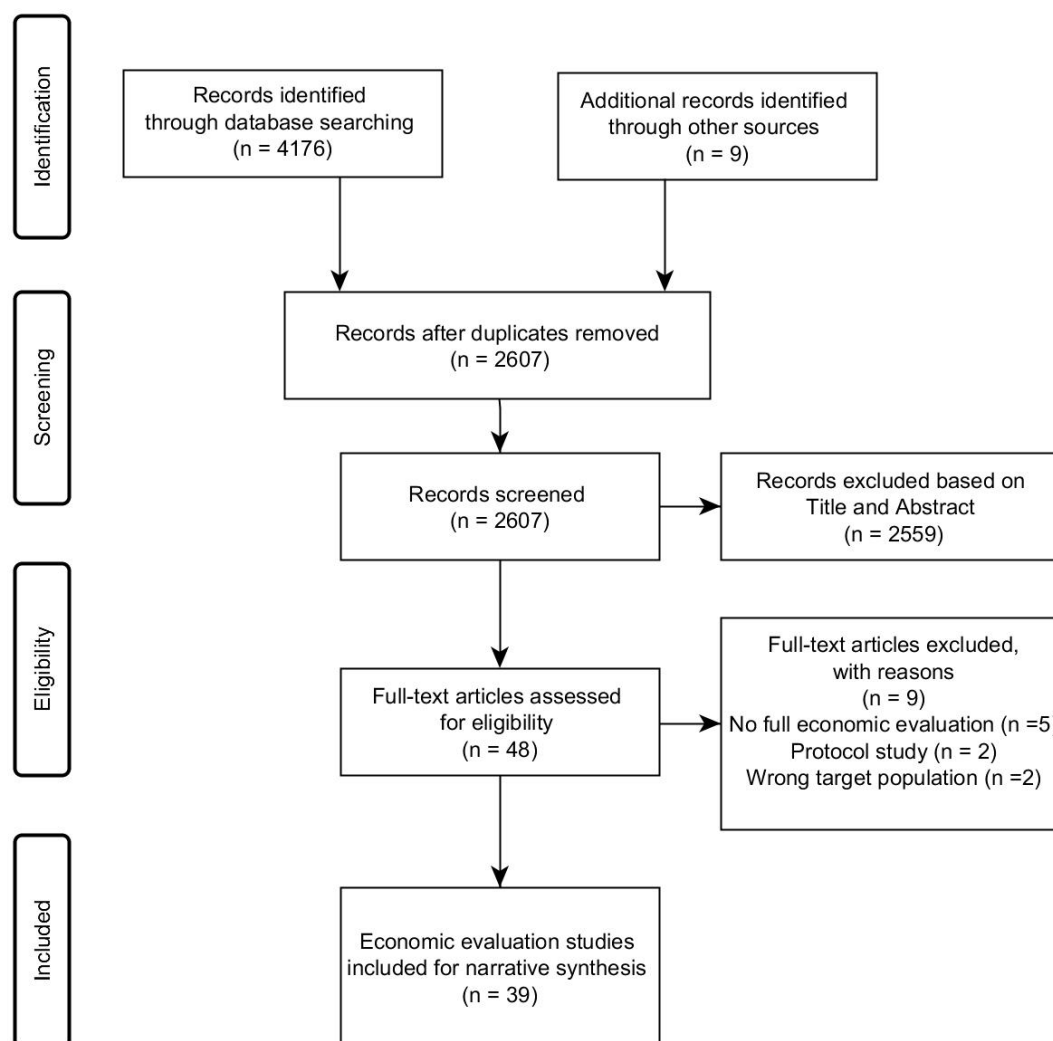 Identification
Records identified
through database searching
(n = 4176)
Additional records identified
through other sources
(n = 9)
Screening
Records after duplicates removed
(n = 2607)
Records screened
(n = 2607)
Records excluded based on
Title and Abstract
(n = 2559)
Eligibility
Full-text articles assessed
for eligibility
(n = 48)
Full-text articles excluded,
with reasons
(n = 9)
No full economic evaluation (n =5)
Protocol study (n = 2)
Wrong target population (n =2)
Included
Economic evaluation studies
included for narrative synthesis
(n = 39)